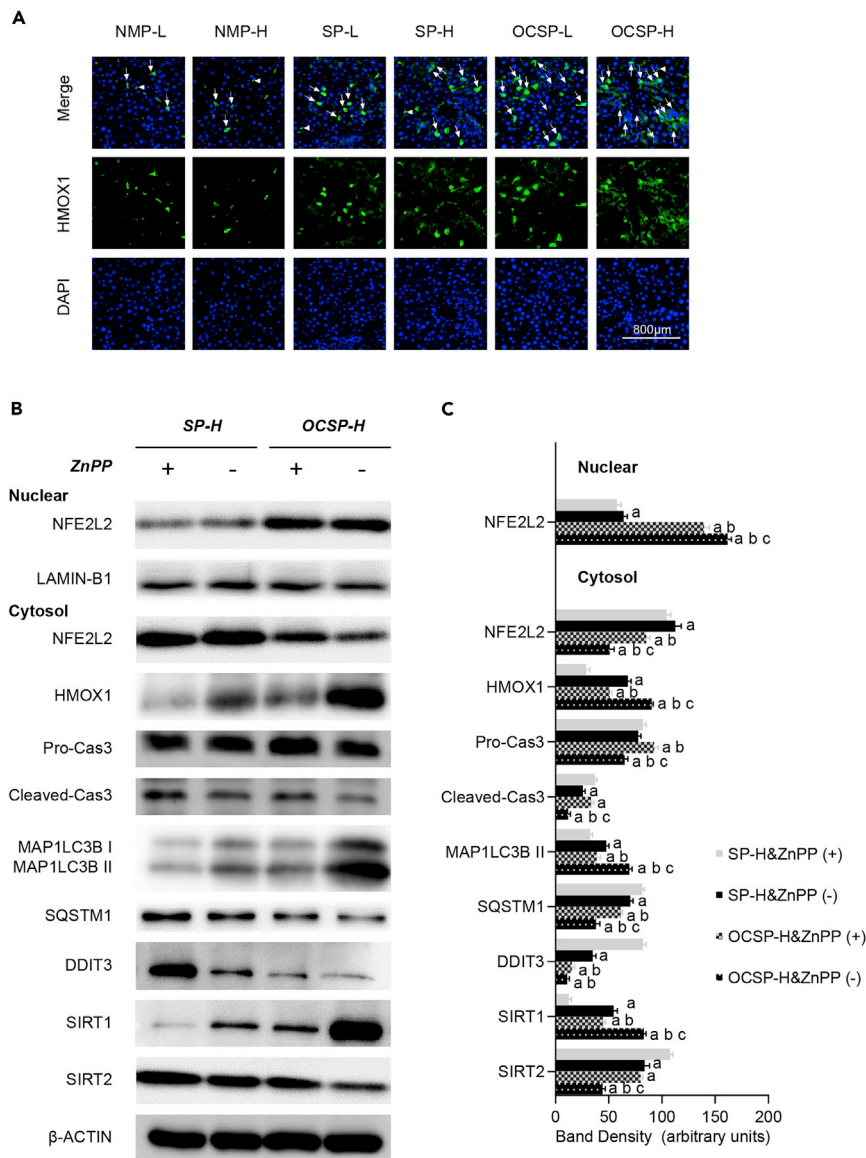 A
NMP-L NMP-H SP-L SP-H OCSP-L OCSP-H
Merge
HMOX1
DAPI
800μm
B
SP-H OCSP-H
ZnPP + - + -
Nuclear
NFE2L2
LAMIN-B1
Cytosol
NFE2L2
HMOX1
Pro-Cas3
Cleaved-Cas3
MAP1LC3B I
MAP1LC3B II
SQSTM1
DDIT3
SIRT1
SIRT2
β-ACTIN
C
Nuclear
NFE2L2
a
a b
a b c
Cytosol
NFE2L2
a
a b
a b c
HMOX1
a
a b
a b c
Pro-Cas3
a b
a b c
Cleaved-Cas3
a
a
a b c
MAP1LC3B II
a
a b
a b c
SQSTM1
a
a b
a b c
DDIT3
a
a b
a b
SIRT1
a
a b
a b c
SIRT2
a
a
a b c
0 50 100 150 200
Band Density (arbitrary units)
SP-H&ZnPP (+)
SP-H&ZnPP (-)
OCSP-H&ZnPP (+)
OCSP-H&ZnPP (-)